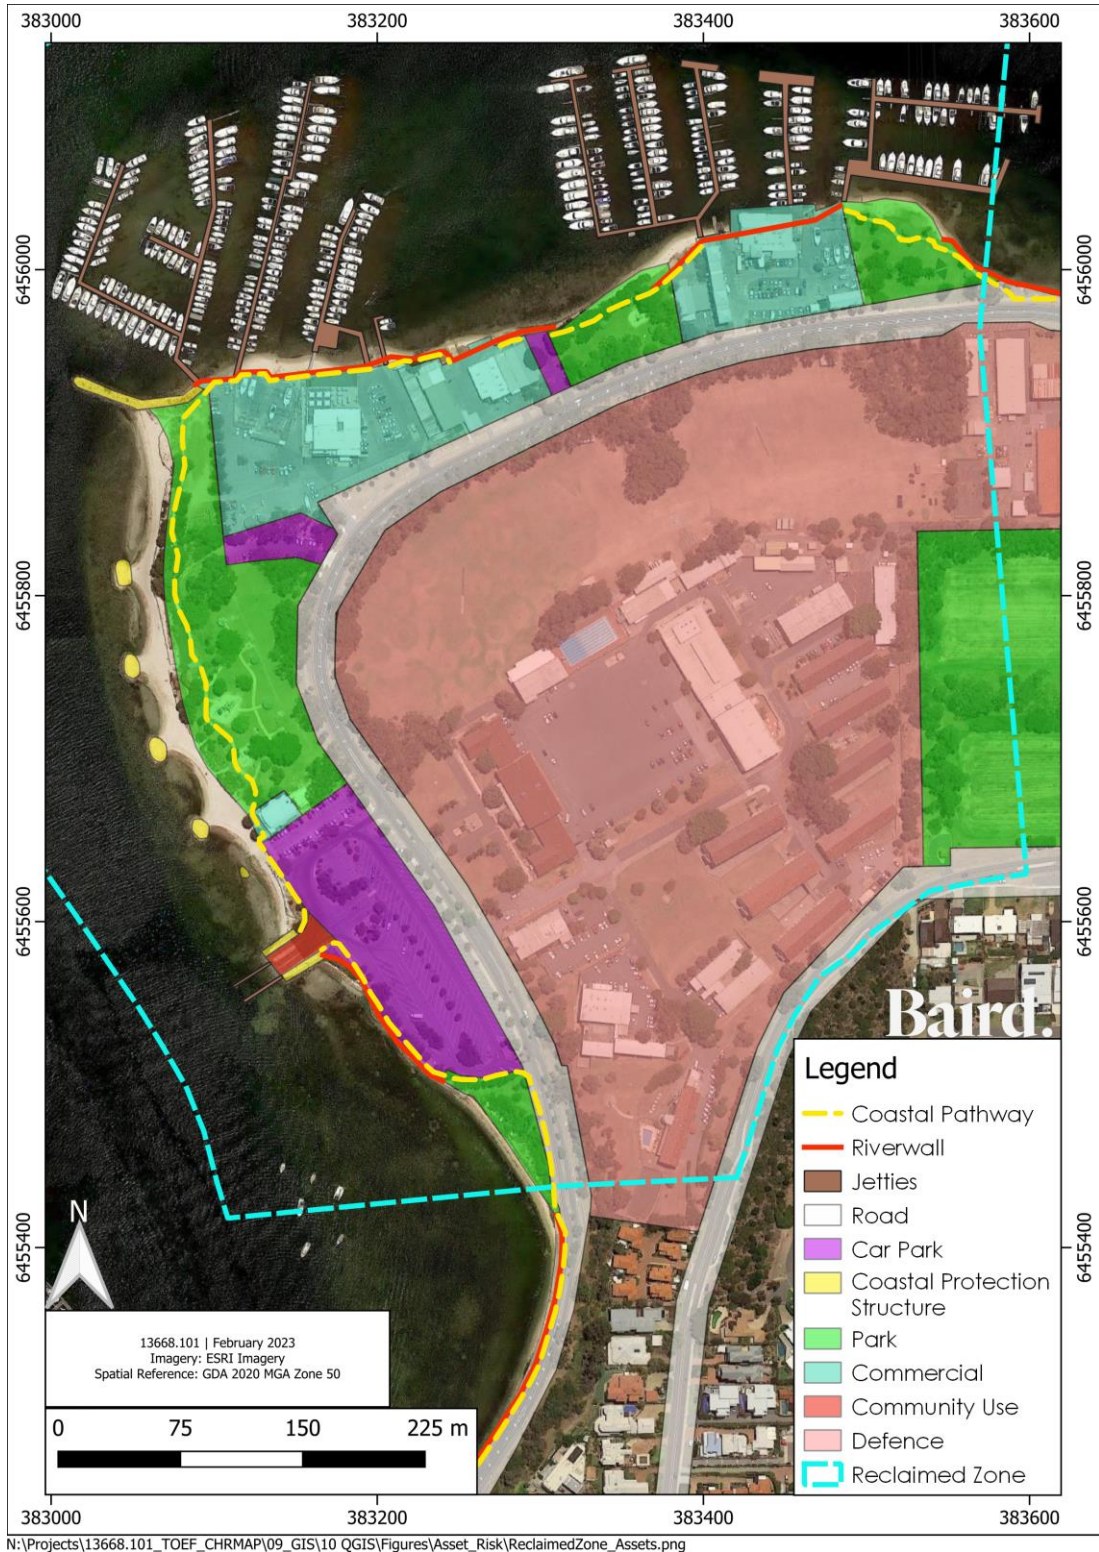 383000 383200 383400 383600
6456000 6456000
6455800 6455800
6455600 6455600
Baird.
Legend
Coastal Pathway
Riverwall
Jetties
Road
Car Park
Coastal Protection
Structure
Park
Commercial
Community Use
Defence
Reclaimed Zone
6455400 6455400
N
13668.101 | February 2023
Imagery: ESRI Imagery
Spatial Reference: GDA 2020 MGA Zone 50
0 75 150 225 m
383000 383200 383400 383600
N:\Projects\13668.101_TOEF_CHRMAP\09_GIS\10 QGIS\Figures\Asset_Risk\ReclaimedZone_Assets.png